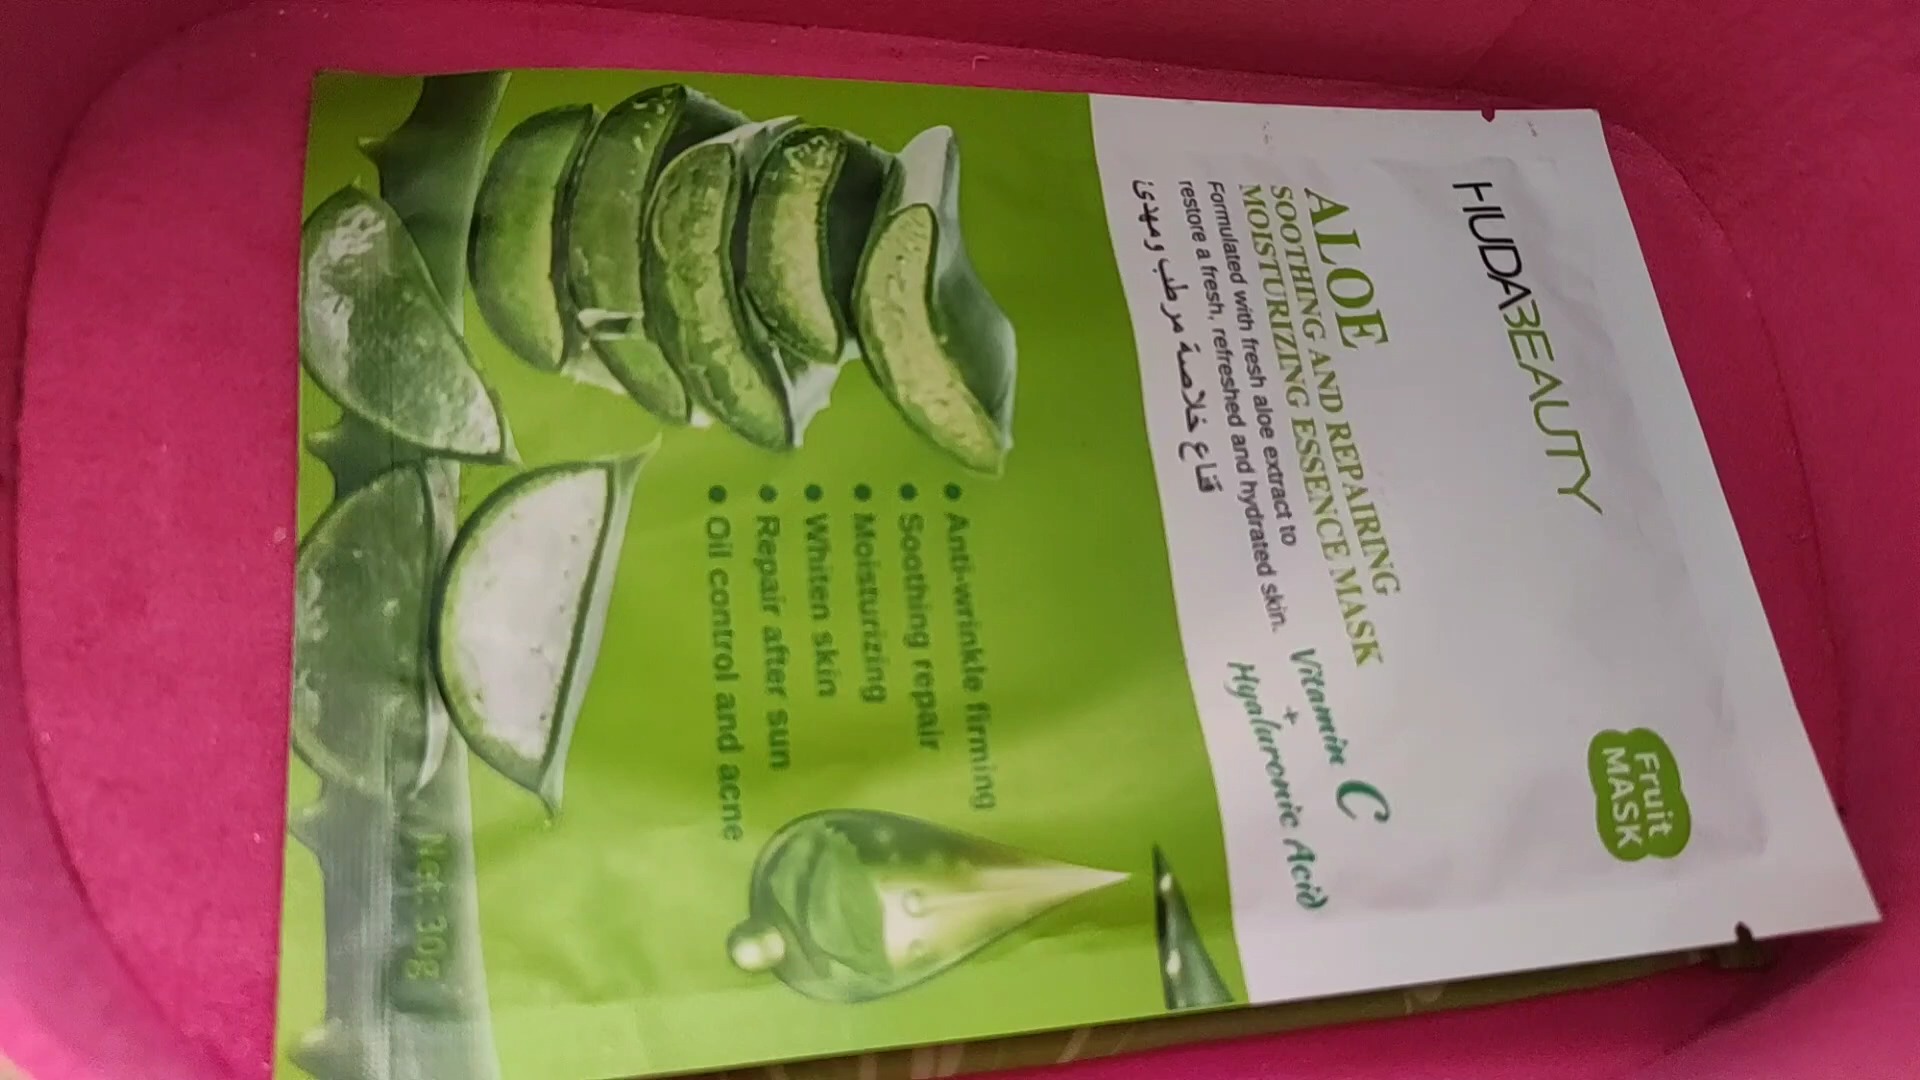 HUDABEAUTY
Fruit
MASK
ALOE
SOOTHING AND REPAIRING
MOISTURIZING ESSENCE MASK
Formulated with fresh aloe extract to
restore a fresh, refreshed and hydrated skin.
قناع خلاصة مرطب ومهدئ
Vitamin C
+
Hyaluronic Acid
• Anti-wrinkle firming
• Soothing repair
• Moisturizing
• Whiten skin
• Repair after sun
• Oil control and acne
Net: 30g